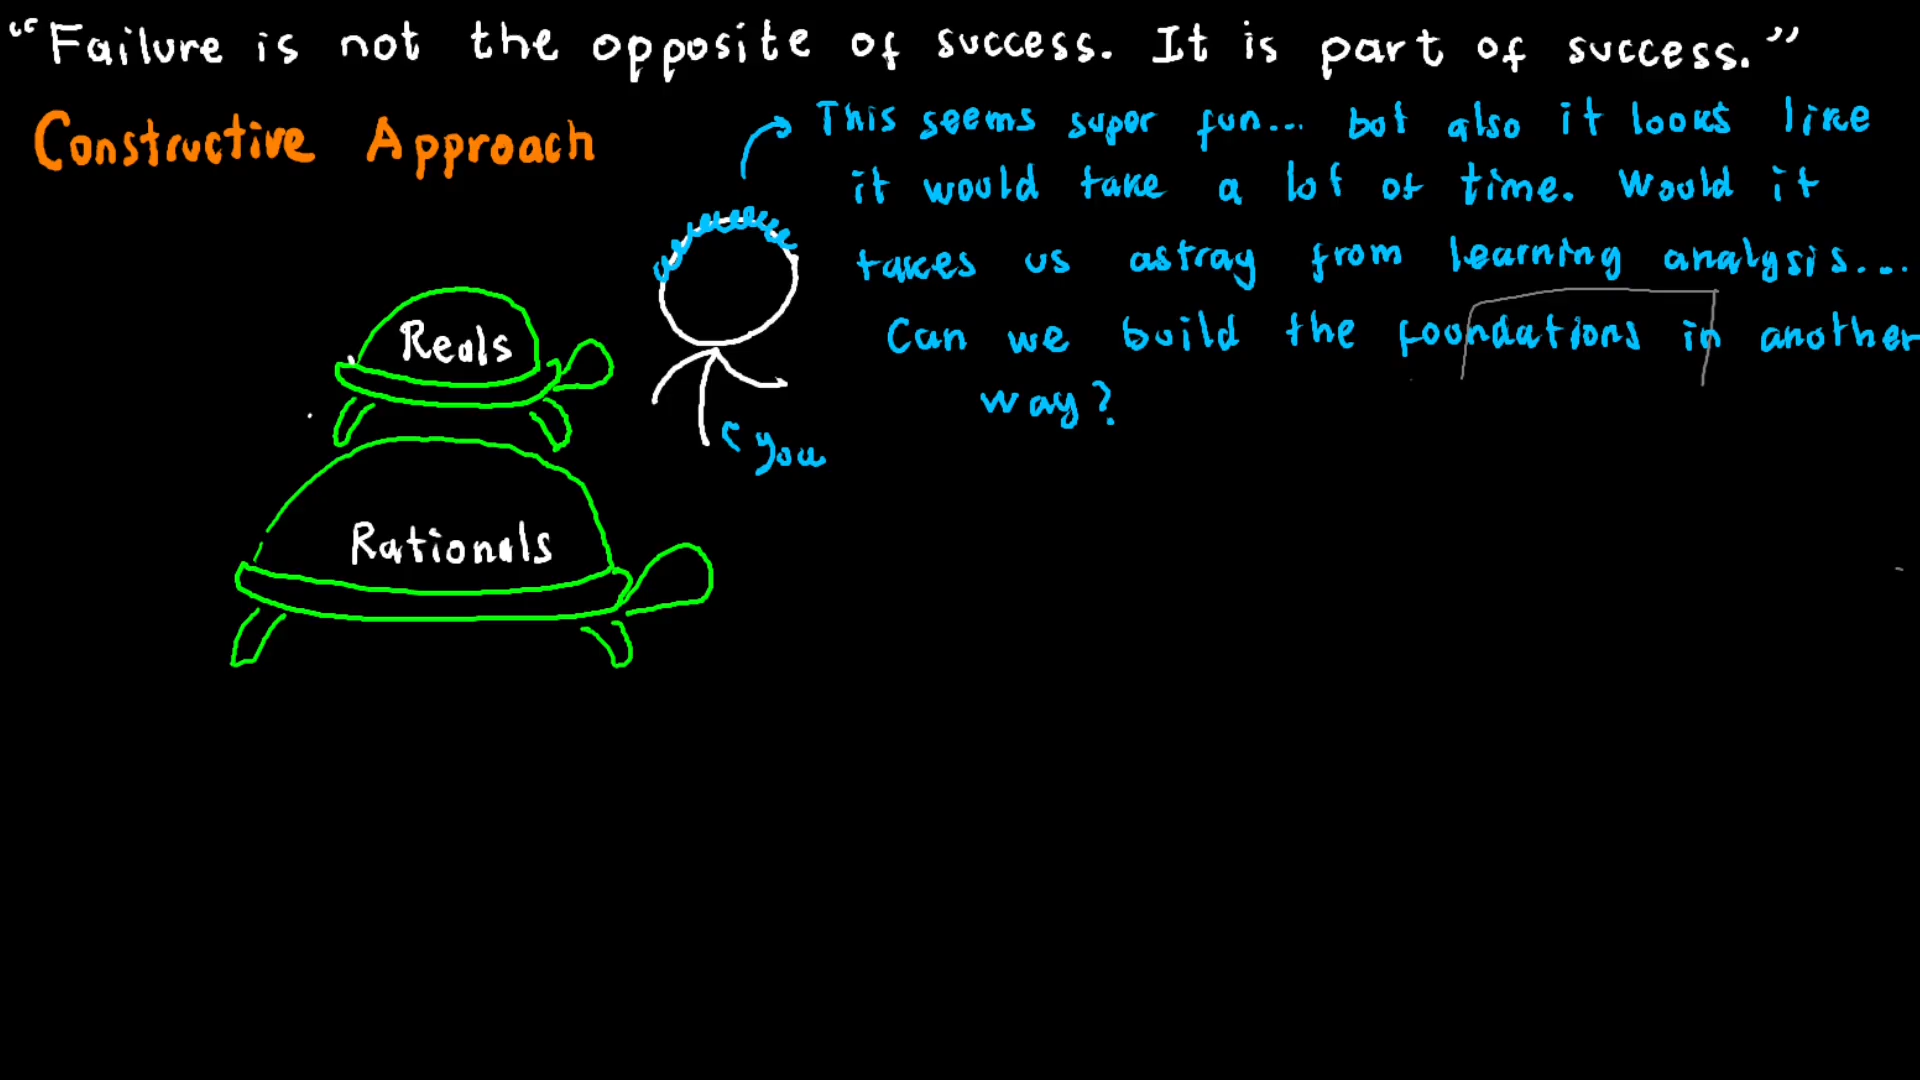 “Failure is not the opposite of success. It is part of success.”
Constructive Approach
This seems super fun... but also it looks like
it would take a lot of time. Would it
takes us astray from learning analysis...
Can we build the foundations in another
way?
you
Reals
Rationals